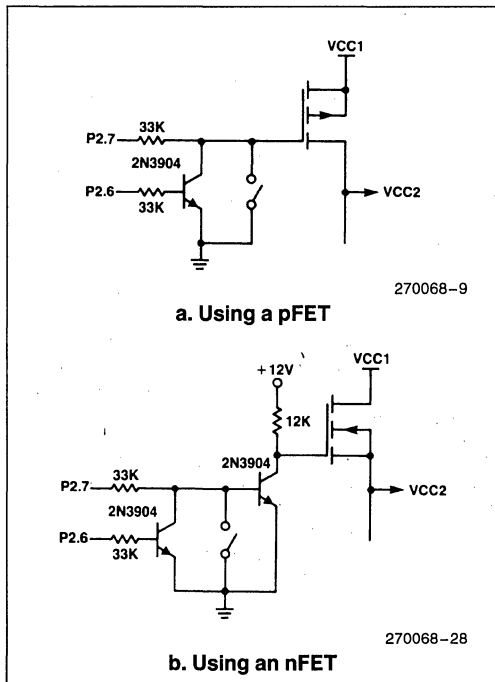 VCC1
33K
P2.7
2N3904
P2.6
33K
VCC2
270068-9
a. Using a pFET
VCC1
+12V
12K
2N3904
33K
P2.7
2N3904
VCC2
P2.6
33K
270068-28
b. Using an nFET